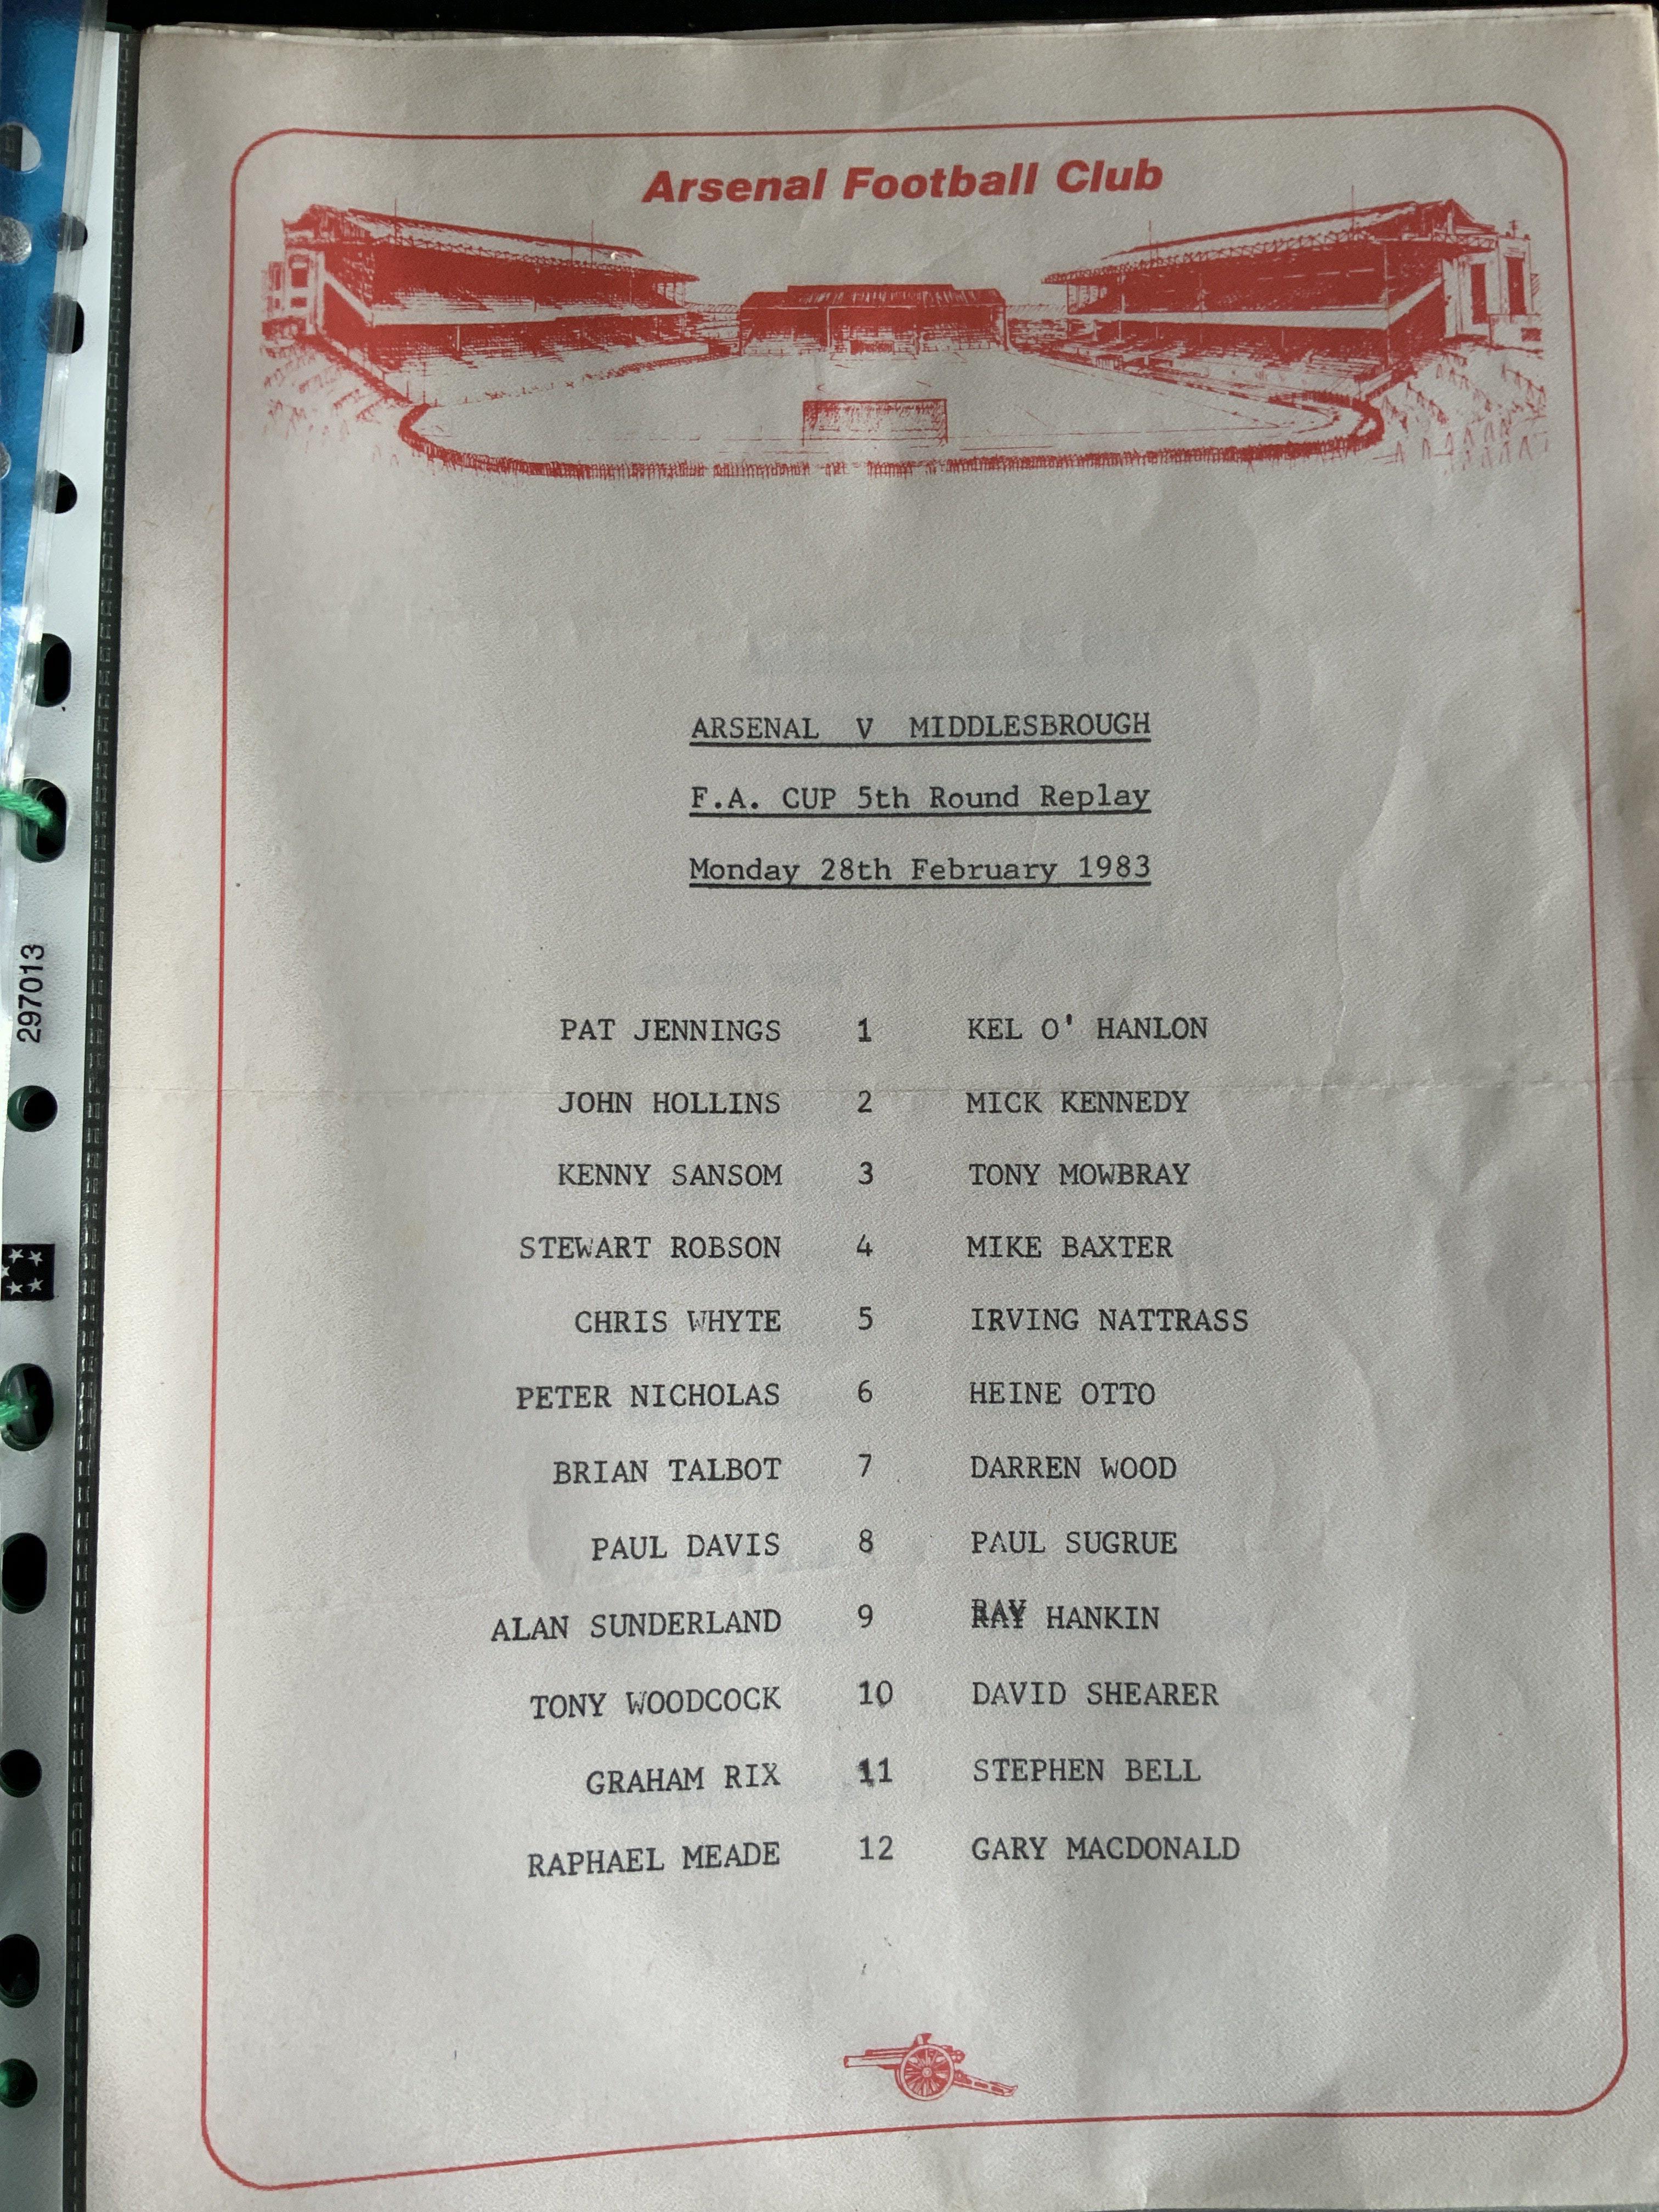 Arsenal Football Club
ARSENAL V MIDDLESBROUGH
F.A. CUP 5th Round Replay
Monday 28th February 1983
PAT JENNINGS 1 KEL O' HANLON
JOHN HOLLINS 2 MICK KENNEDY
KENNY SANSOM 3 TONY MOWBRAY
STEWART ROBSON 4 MIKE BAXTER
CHRIS WHYTE 5 IRVING NATTRASS
PETER NICHOLAS 6 HEINE OTTO
BRIAN TALBOT 7 DARREN WOOD
PAUL DAVIS 8 PAUL SUGRUE
ALAN SUNDERLAND 9 RAY HANKIN
TONY WOODCOCK 10 DAVID SHEARER
GRAHAM RIX 11 STEPHEN BELL
RAPHAEL MEADE 12 GARY MACDONALD
297013